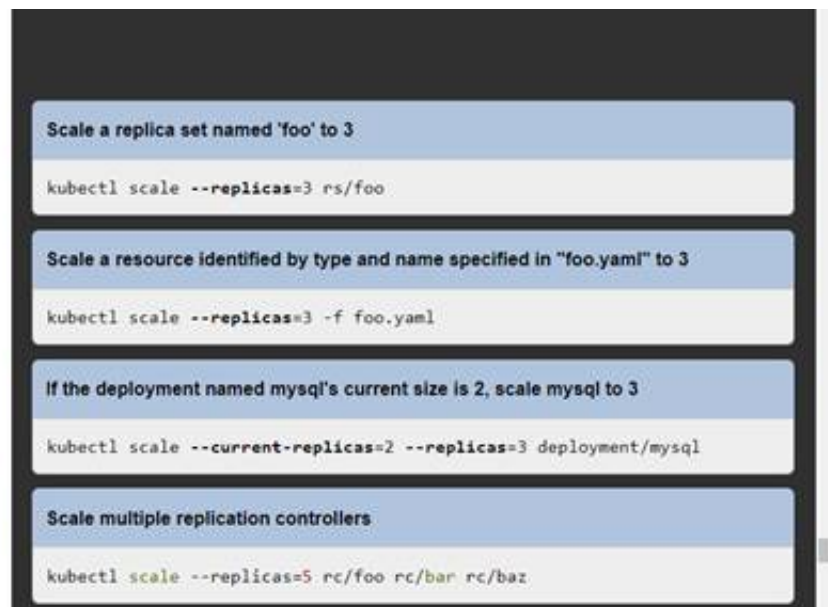 Scale a replica set named 'foo' to 3
kubectl scale --replicas=3 rs/foo
Scale a resource identified by type and name specified in "foo.yaml" to 3
kubectl scale --replicas=3 -f foo.yaml
If the deployment named mysql's current size is 2, scale mysql to 3
kubectl scale --current-replicas=2 --replicas=3 deployment/mysql
Scale multiple replication controllers
kubectl scale --replicas=5 rc/foo rc/bar rc/baz